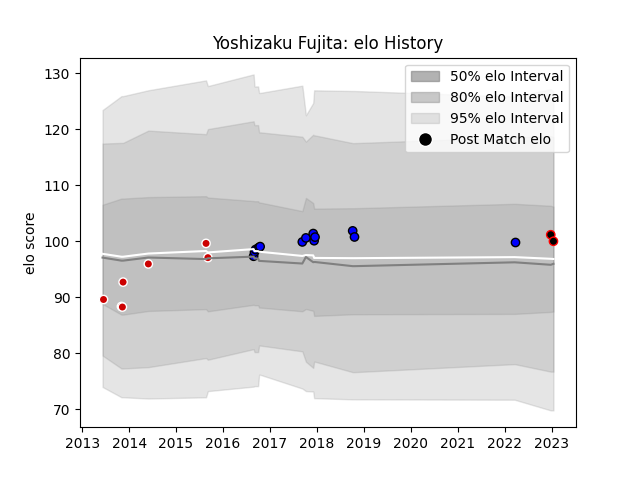 Yoshizaku Fujita: elo History
50% elo Interval
80% elo Interval
95% elo Interval
Post Match elo
elo score
130
120
110
100
90
80
70
2013 2014 2015 2016 2017 2018 2019 2020 2021 2022 2023